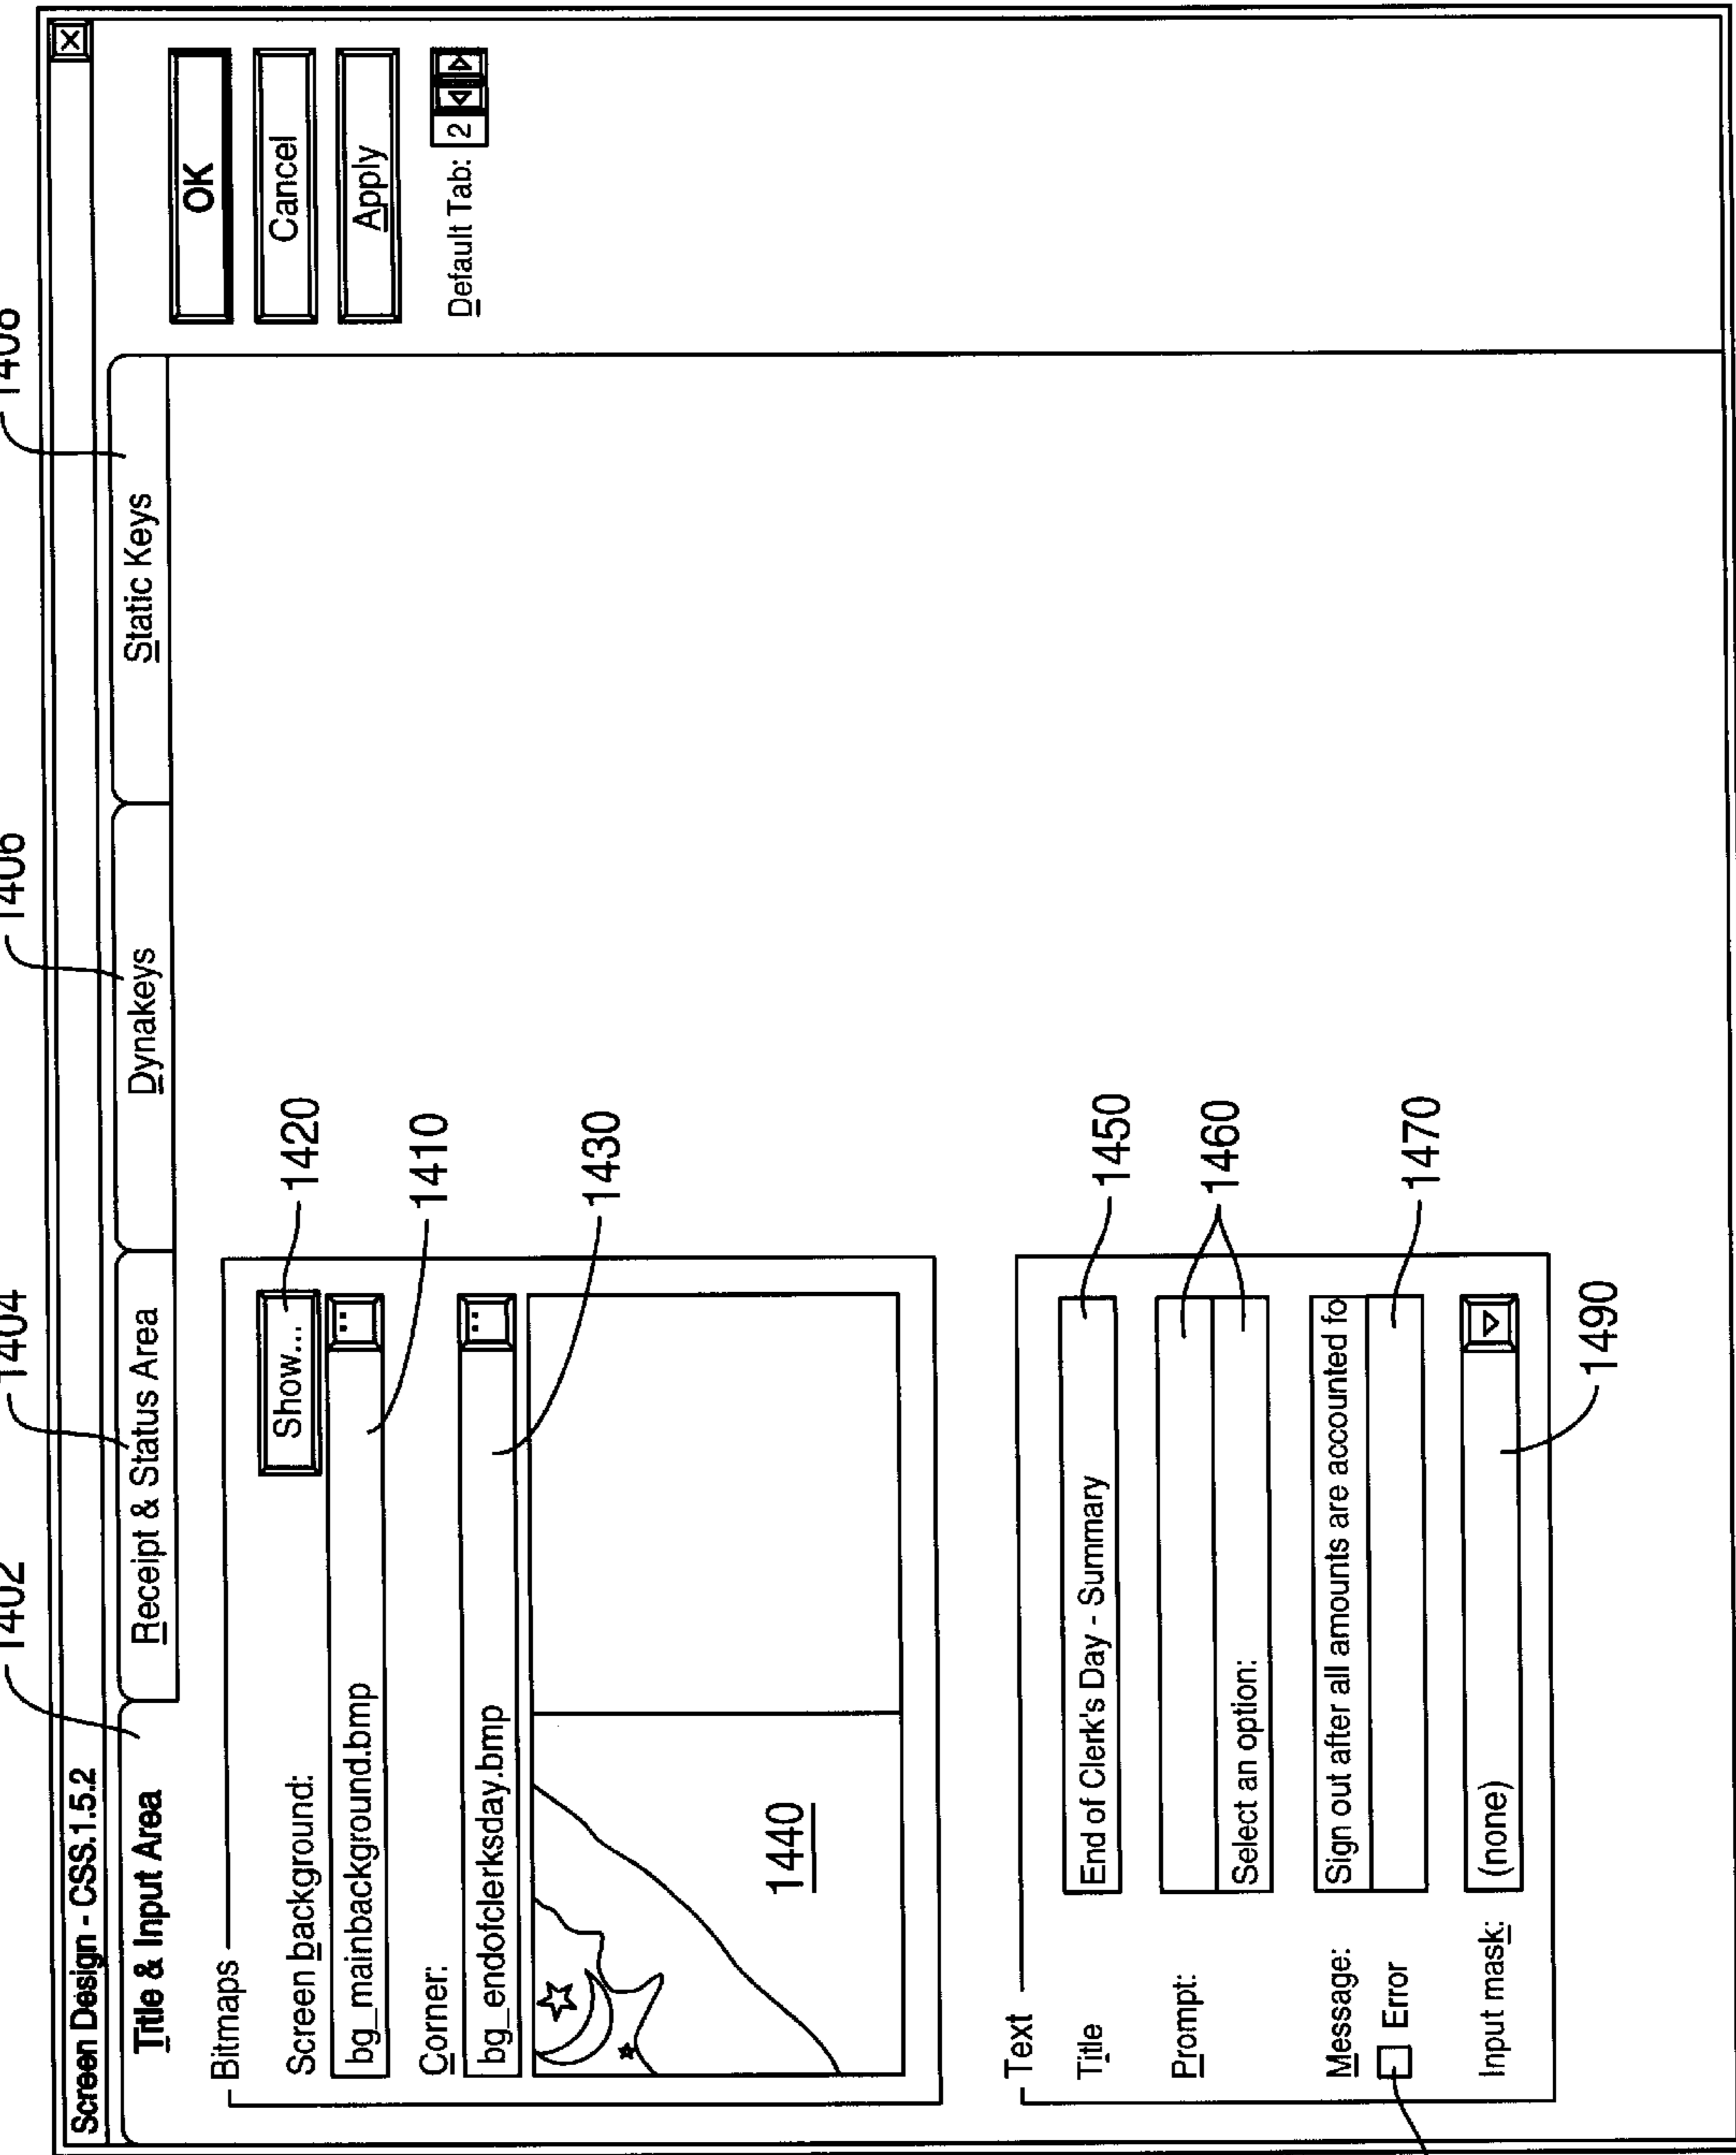 1402
1404
1406
1408
Screen Design - CSS.1.5.2
Title & Input Area
Receipt & Status Area
Dynakeys
Static Keys
OK
Cancel
Apply
Default Tab: 2
Bitmaps
Show...
1420
Screen background:
bg_mainbackground.bmp
1410
Corner:
bg_endofclerksday.bmp
1430
1440
Text
Title
End of Clerk's Day - Summary
1450
Prompt:
Select an option:
1460
Message:
Sign out after all amounts are accounted fo
1470
Error
Input mask:
(none)
1490